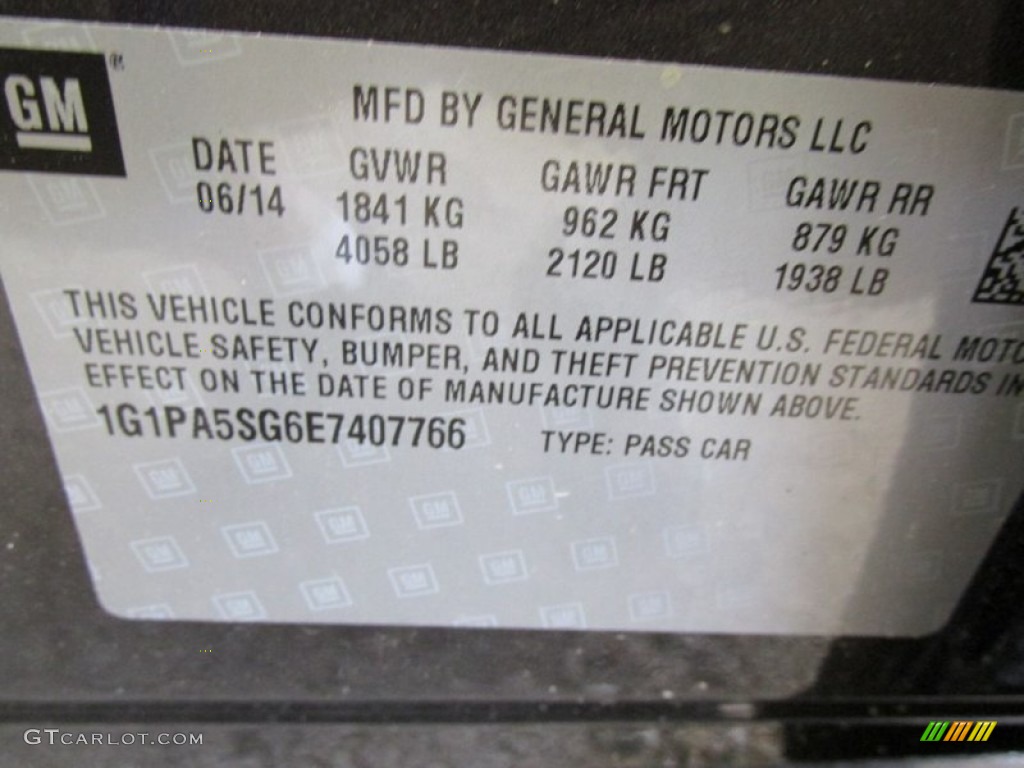 GM®
MFD BY GENERAL MOTORS LLC
DATE GVWR GAWR FRT GAWR RR
06/14 1841 KG 962 KG 879 KG
4058 LB 2120 LB 1938 LB
THIS VEHICLE CONFORMS TO ALL APPLICABLE U.S. FEDERAL MOTO
VEHICLE SAFETY, BUMPER, AND THEFT PREVENTION STANDARDS IN
EFFECT ON THE DATE OF MANUFACTURE SHOWN ABOVE.
1G1PA5SG6E7407766 TYPE: PASS CAR
GTCARLOT.COM